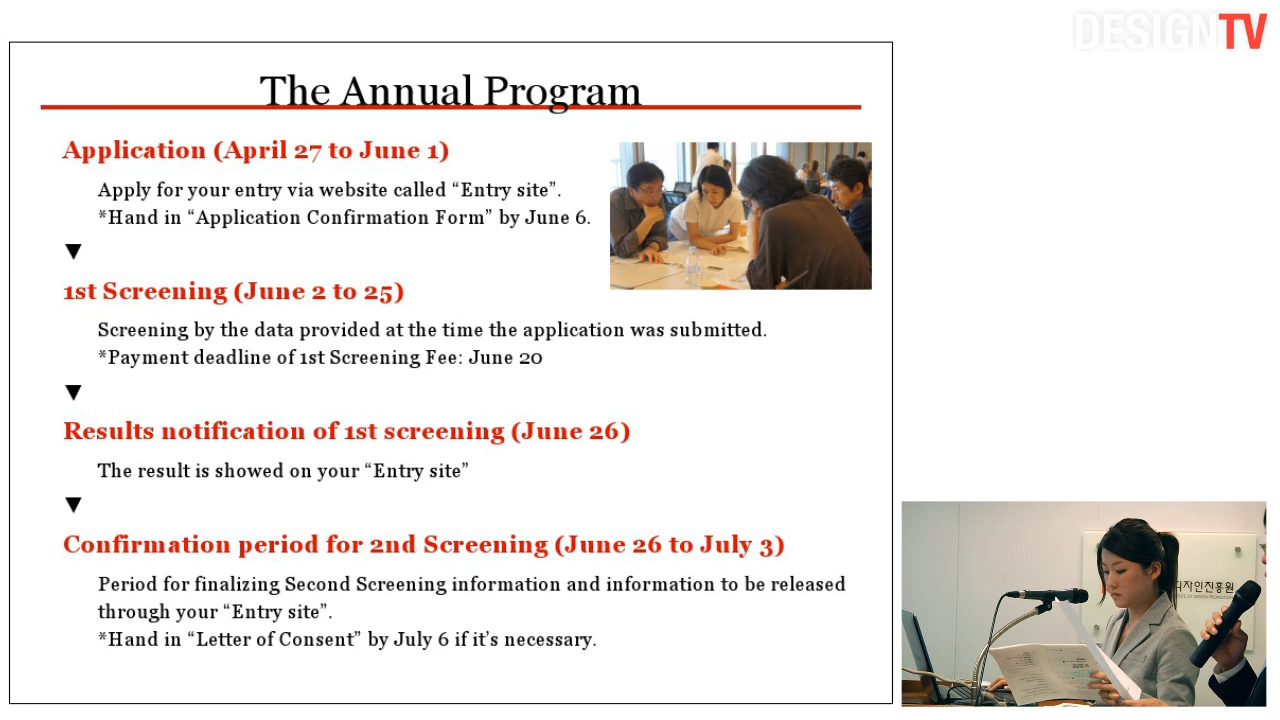 DESIGNTV
The Annual Program
Application (April 27 to June 1)
Apply for your entry via website called “Entry site”.
*Hand in “Application Confirmation Form” by June 6.
▼
1st Screening (June 2 to 25)
Screening by the data provided at the time the application was submitted.
*Payment deadline of 1st Screening Fee: June 20
▼
Results notification of 1st screening (June 26)
The result is showed on your “Entry site”
▼
Confirmation period for 2nd Screening (June 26 to July 3)
Period for finalizing Second Screening information and information to be released
through your “Entry site”.
*Hand in “Letter of Consent” by July 6 if it’s necessary.
디자인진흥원
OF DESIGN